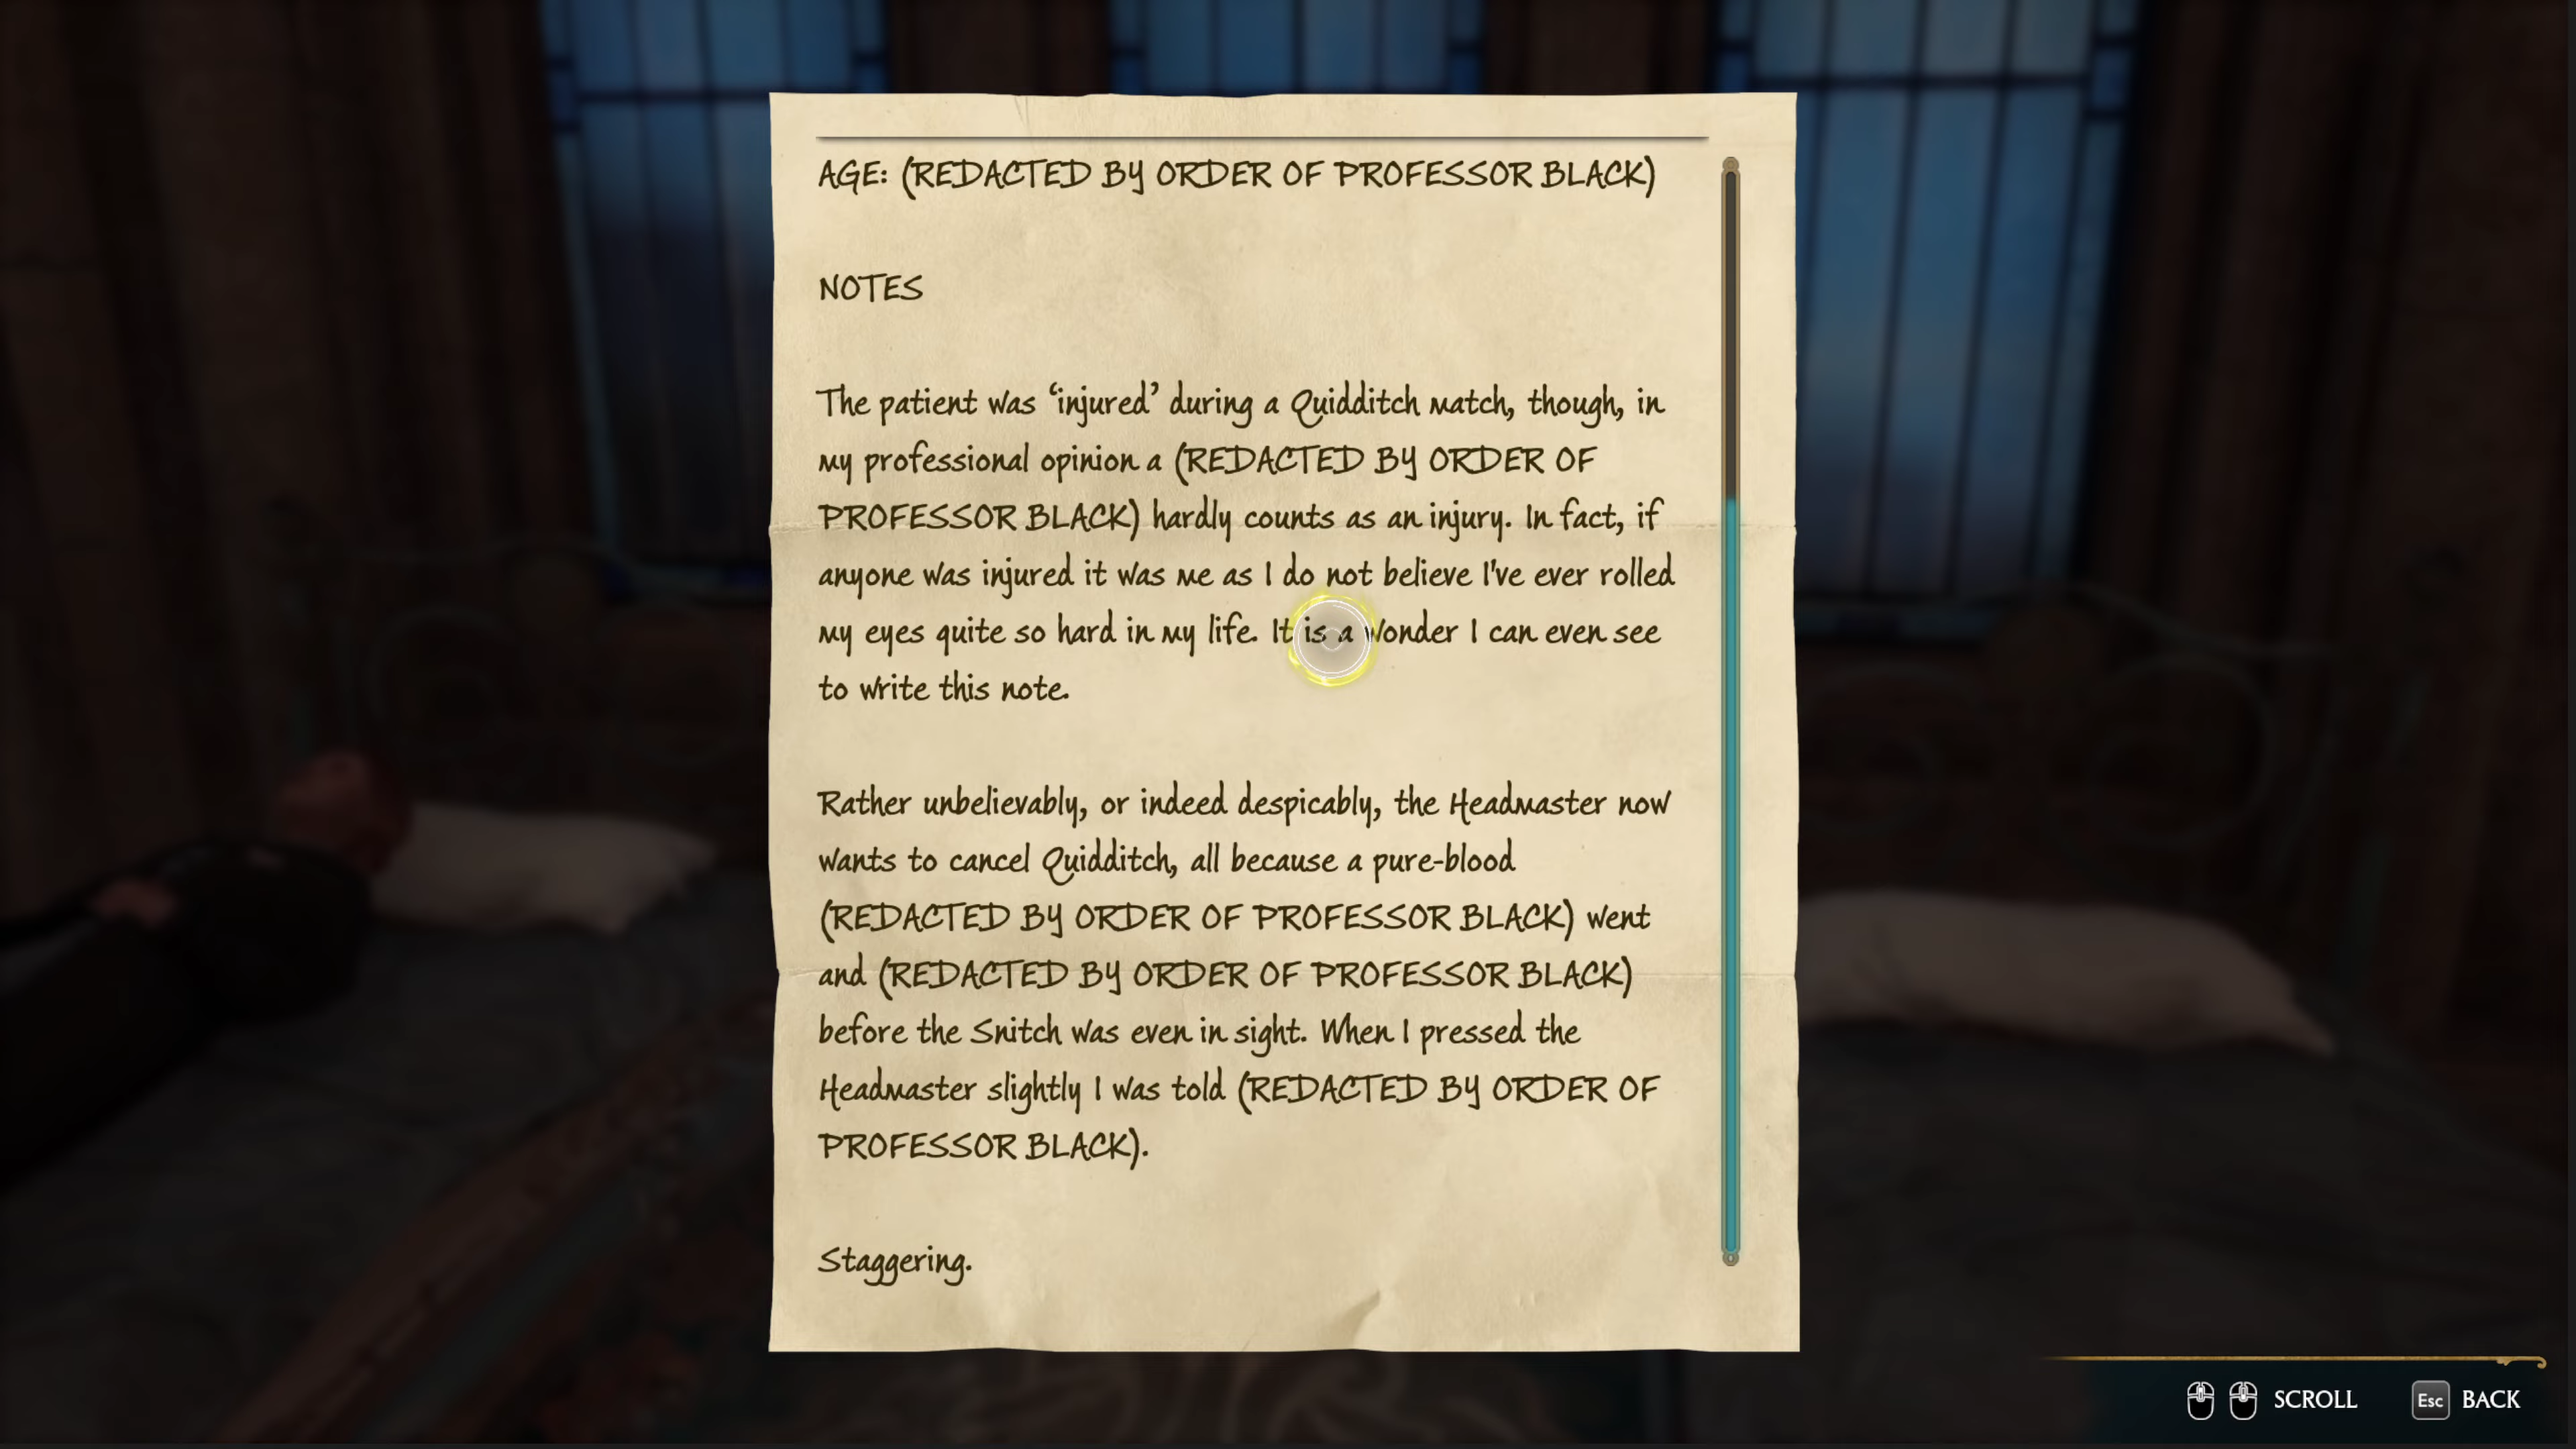 AGE: (REDACTED BY ORDER OF PROFESSOR BLACK)
NOTES
The patient was ‘injured’ during a Quidditch match, though, in
my professional opinion a (REDACTED BY ORDER OF
PROFESSOR BLACK) hardly counts as an injury. In fact, if
anyone was injured it was me as I do not believe I've ever rolled
my eyes quite so hard in my life. It is a wonder I can even see
to write this note.
Rather unbelievably, or indeed despicably, the Headmaster now
wants to cancel Quidditch, all because a pure-blood
(REDACTED BY ORDER OF PROFESSOR BLACK) went
and (REDACTED BY ORDER OF PROFESSOR BLACK)
before the Snitch was even in sight. When I pressed the
Headmaster slightly I was told (REDACTED BY ORDER OF
PROFESSOR BLACK).
Staggering.
SCROLL
Esc BACK